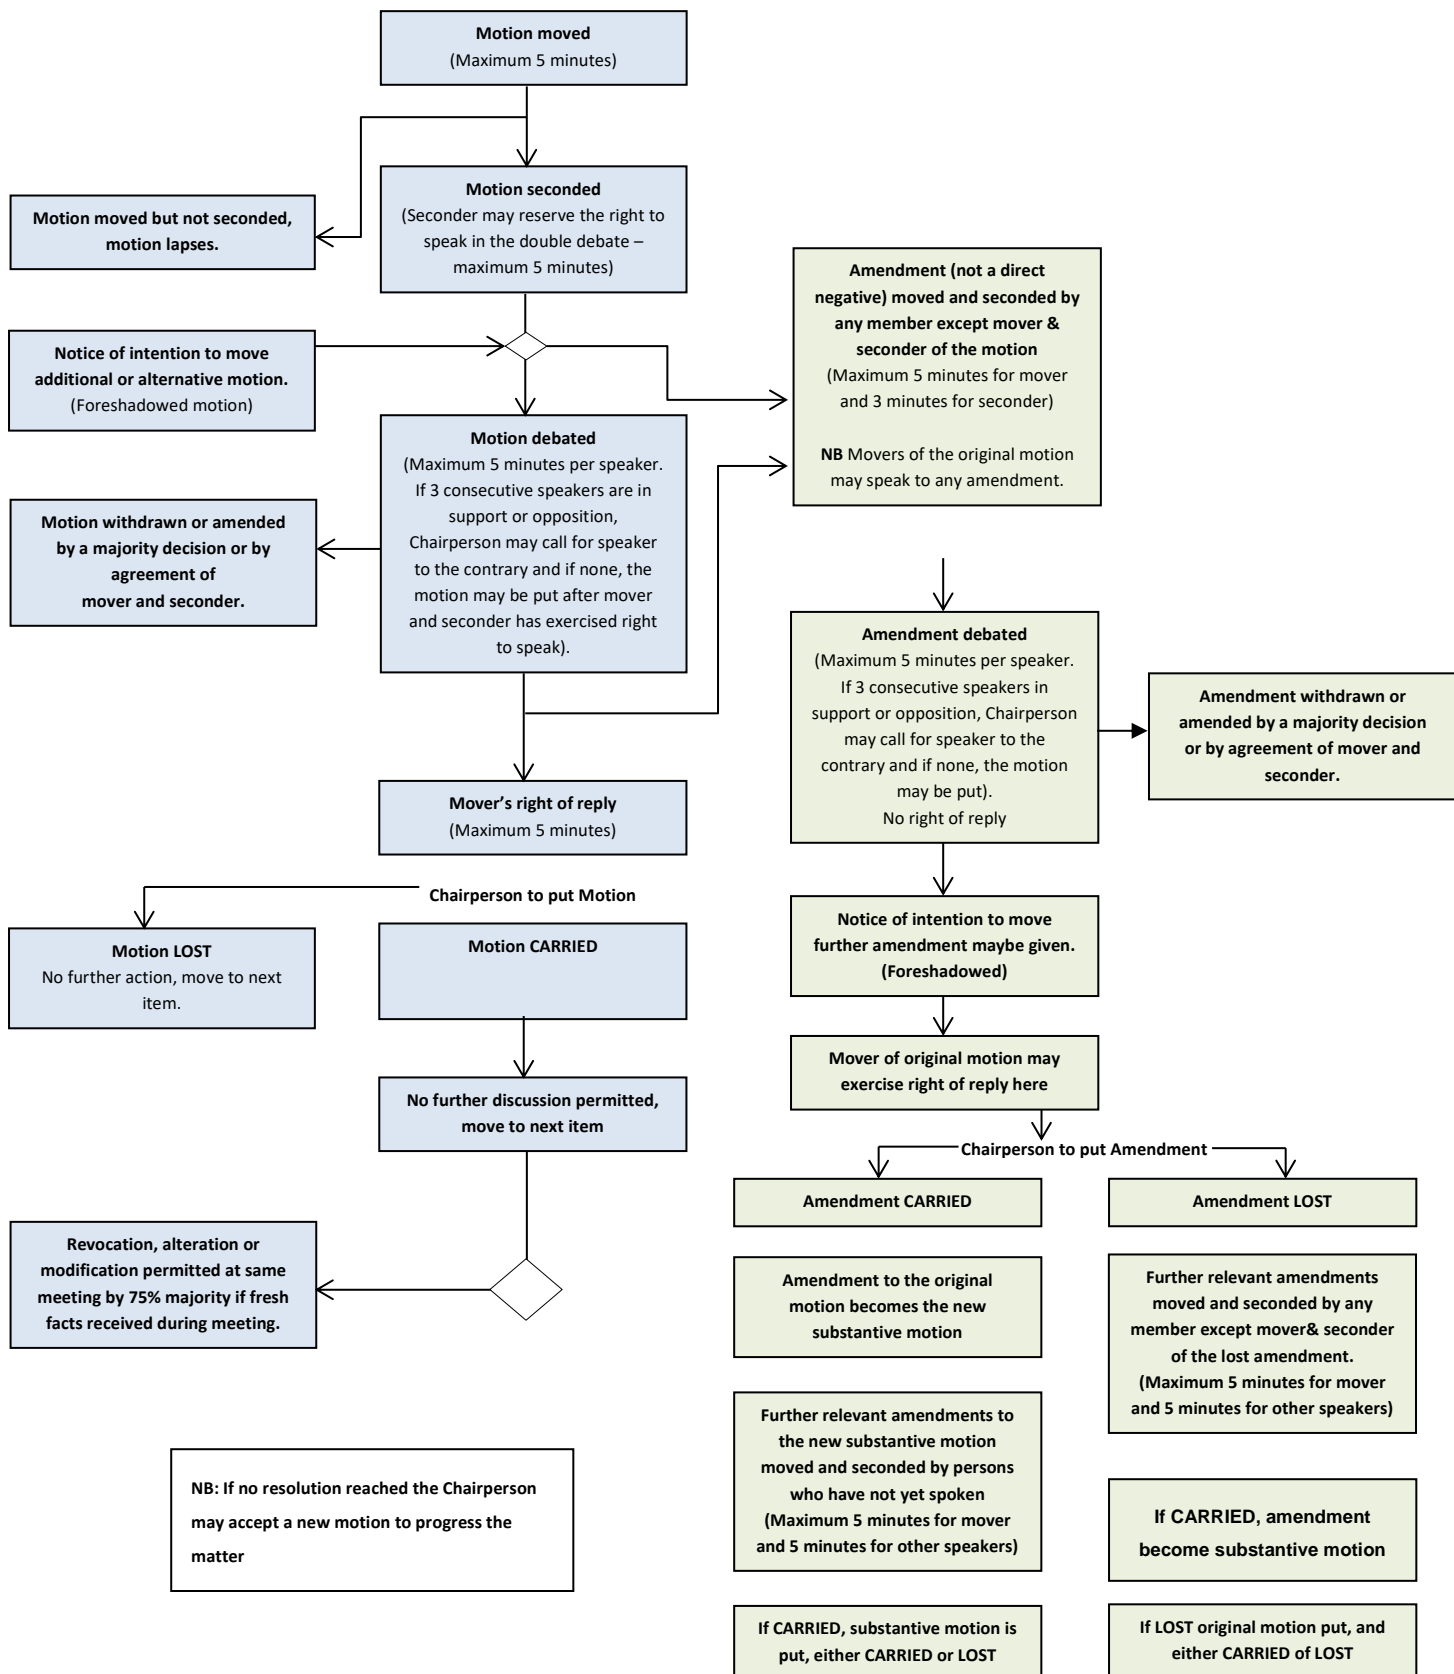 Motion moved
(Maximum 5 minutes)
Motion seconded
(Seconder may reserve the right to
speak in the double debate –
maximum 5 minutes)
Motion moved but not seconded,
motion lapses.
Notice of intention to move
additional or alternative motion.
(Foreshadowed motion)
Motion debated
(Maximum 5 minutes per speaker.
If 3 consecutive speakers are in
support or opposition,
Chairperson may call for speaker
to the contrary and if none, the
motion may be put after mover
and seconder has exercised right
to speak).
Motion withdrawn or amended
by a majority decision or by
agreement of
mover and seconder.
Mover’s right of reply
(Maximum 5 minutes)
Chairperson to put Motion
Motion LOST
No further action, move to next
item.
Motion CARRIED
No further discussion permitted,
move to next item
Revocation, alteration or
modification permitted at same
meeting by 75% majority if fresh
facts received during meeting.
NB: If no resolution reached the Chairperson
may accept a new motion to progress the
matter
Amendment (not a direct
negative) moved and seconded by
any member except mover &
seconder of the motion
(Maximum 5 minutes for mover
and 3 minutes for seconder)
NB Movers of the original motion
may speak to any amendment.
Amendment debated
(Maximum 5 minutes per speaker.
If 3 consecutive speakers in
support or opposition, Chairperson
may call for speaker to the
contrary and if none, the motion
may be put).
No right of reply
Amendment withdrawn or
amended by a majority decision
or by agreement of mover and
seconder.
Notice of intention to move
further amendment maybe given.
(Foreshadowed)
Mover of original motion may
exercise right of reply here
Chairperson to put Amendment
Amendment CARRIED
Amendment to the original
motion becomes the new
substantive motion
Further relevant amendments to
the new substantive motion
moved and seconded by persons
who have not yet spoken
(Maximum 5 minutes for mover
and 5 minutes for other speakers)
If CARRIED, substantive motion is
put, either CARRIED or LOST
Amendment LOST
Further relevant amendments
moved and seconded by any
member except mover& seconder
of the lost amendment.
(Maximum 5 minutes for mover
and 5 minutes for other speakers)
If CARRIED, amendment
become substantive motion
If LOST original motion put, and
either CARRIED of LOST